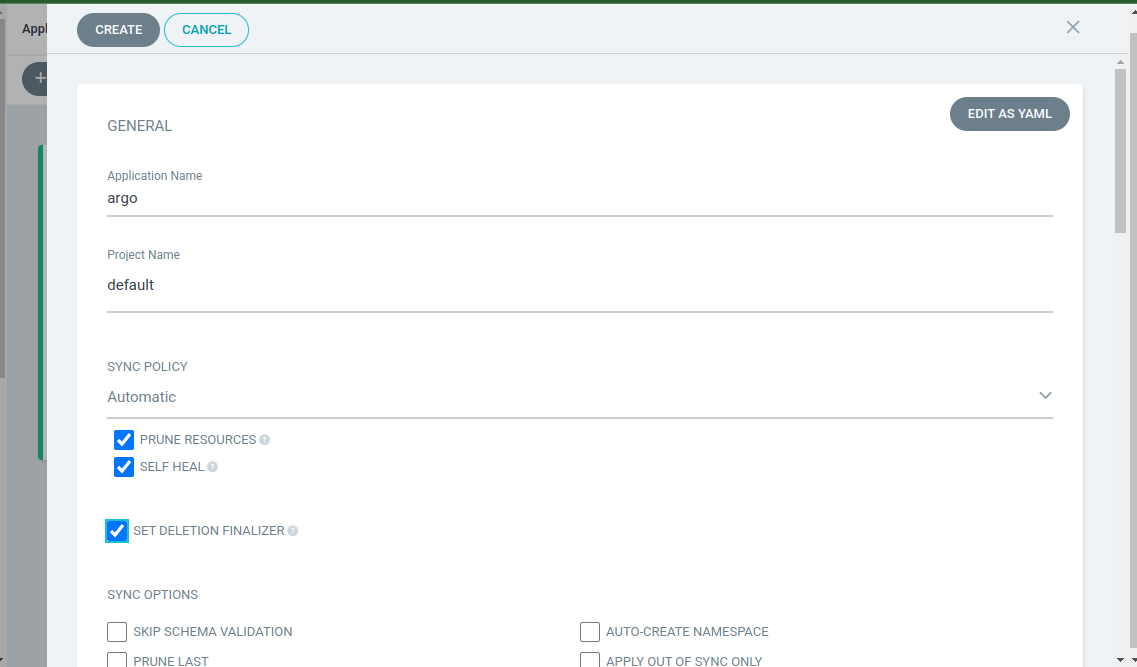 Appl
CREATE
CANCEL
EDIT AS YAML
GENERAL
Application Name
argo
Project Name
default
SYNC POLICY
Automatic
PRUNE RESOURCES
SELF HEAL
SET DELETION FINALIZER
SYNC OPTIONS
SKIP SCHEMA VALIDATION
AUTO-CREATE NAMESPACE
PRUNE LAST
APPLY OUT OF SYNC ONLY